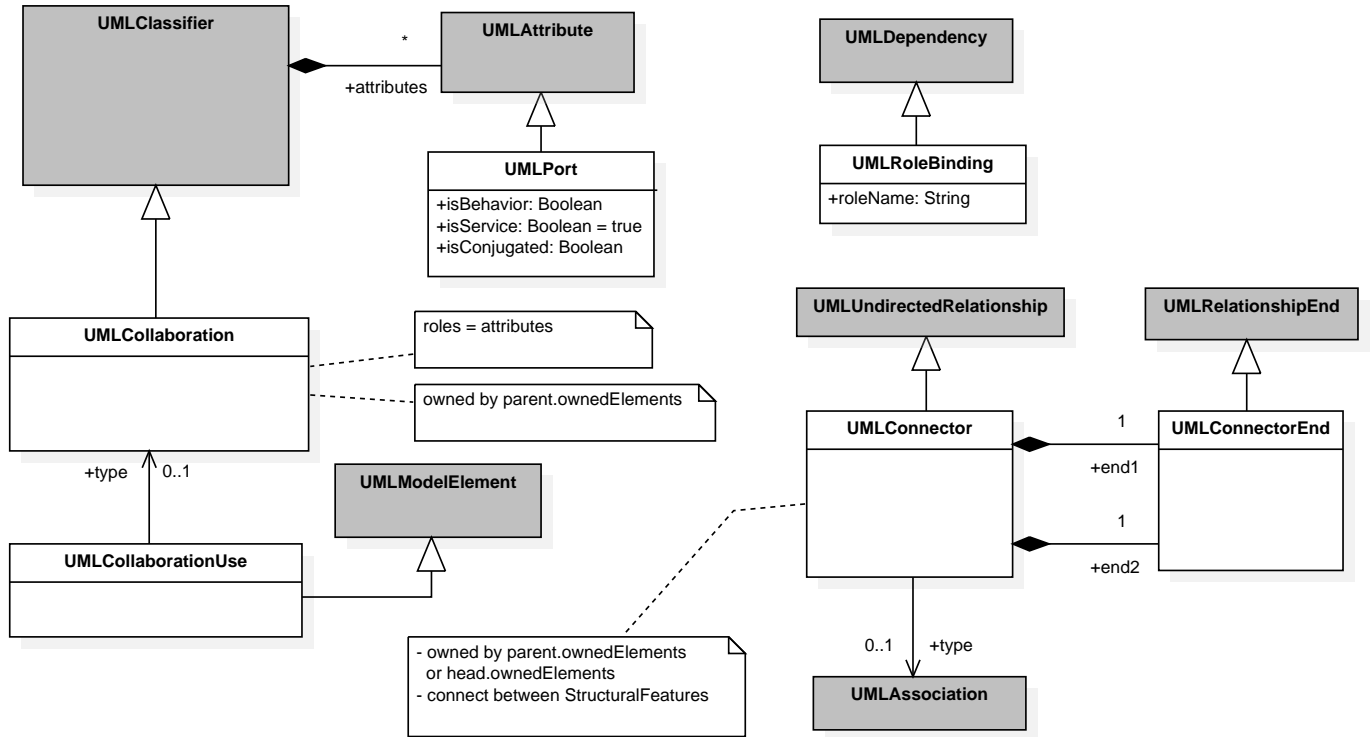 UMLClassifier
*
+attributes
UMLAttribute
UMLDependency
UMLPort
+isBehavior: Boolean
+isService: Boolean = true
+isConjugated: Boolean
UMLRoleBinding
+roleName: String
UMLCollaboration
roles = attributes
owned by parent.ownedElements
UMLUndirectedRelationship
UMLRelationshipEnd
UMLConnector
1
+end1
1
+end2
UMLConnectorEnd
+type
0..1
UMLModelElement
UMLCollaborationUse
- owned by parent.ownedElements
or head.ownedElements
- connect between StructuralFeatures
0..1
+type
UMLAssociation